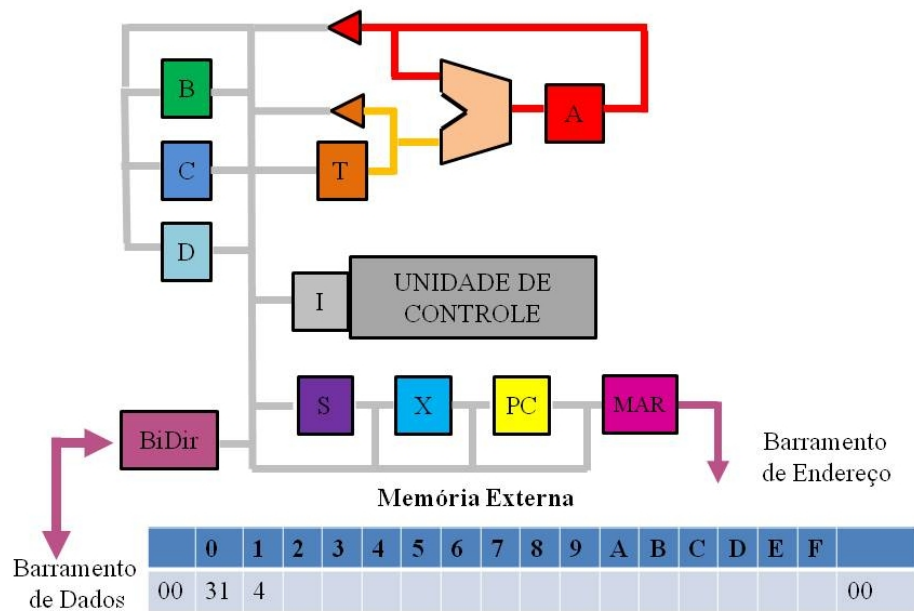 B
A
C
T
D
I
UNIDADE DE
CONTROLE
S
X
PC
MAR
BiDir
Barramento
de Endereço
Memória Externa
Barramento
de Dados
0 1 2 3 4 5 6 7 8 9 A B C D E F
00 31 4 00